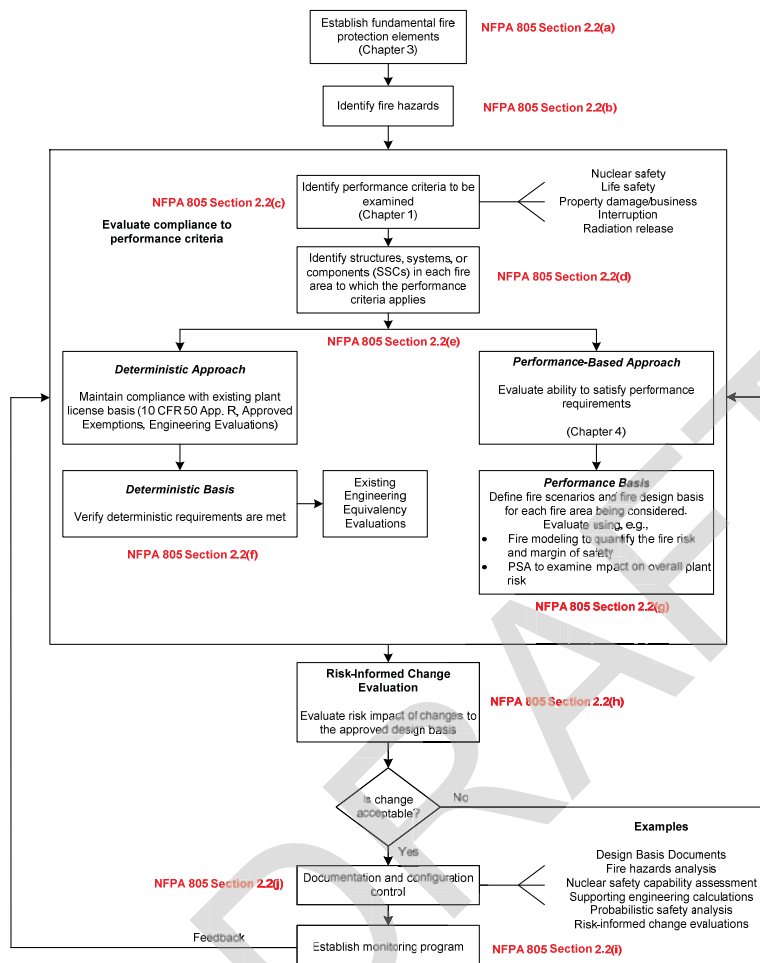 Establish fundamental fire
protection elements
(Chapter 3)
NFPA 805 Section 2.2(a)
Identify fire hazards
NFPA 805 Section 2.2(b)
NFPA 805 Section 2.2(c)
Identify performance criteria to be
examined
(Chapter 1)
Nuclear safety
Life safety
Property damage/business
Interruption
Radiation release
Evaluate compliance to
performance criteria
Identify structures, systems, or
components (SSCs) in each fire
area to which the performance
criteria applies
NFPA 805 Section 2.2(d)
NFPA 805 Section 2.2(e)
Deterministic Approach
Maintain compliance with existing plant
license basis (10 CFR 50 App. R, Approved
Exemptions, Engineering Evaluations)
Performance-Based Approach
Evaluate ability to satisfy performance
requirements
(Chapter 4)
Deterministic Basis
Verify deterministic requirements are met
Existing
Engineering
Equivalency
Evaluations
NFPA 805 Section 2.2(f)
Performance Basis
Define fire scenarios and fire design basis
for each fire area being considered.
Evaluate using, e.g.,
• Fire modeling to quantify the fire risk
and margin of safety
• PSA to examine impact on overall plant
risk
NFPA 805 Section 2.2(g)
Risk-Informed Change
Evaluation
Evaluate risk impact of changes to
the approved design basis
NFPA 805 Section 2.2(h)
Is change
acceptable?
No
Yes
Examples
Design Basis Documents
Fire hazards analysis
Nuclear safety capability assessment
Supporting engineering calculations
Probabilistic safety analysis
Risk-informed change evaluations
NFPA 805 Section 2.2(j)
Documentation and configuration
control
Feedback
Establish monitoring program
NFPA 805 Section 2.2(i)
DRAFT